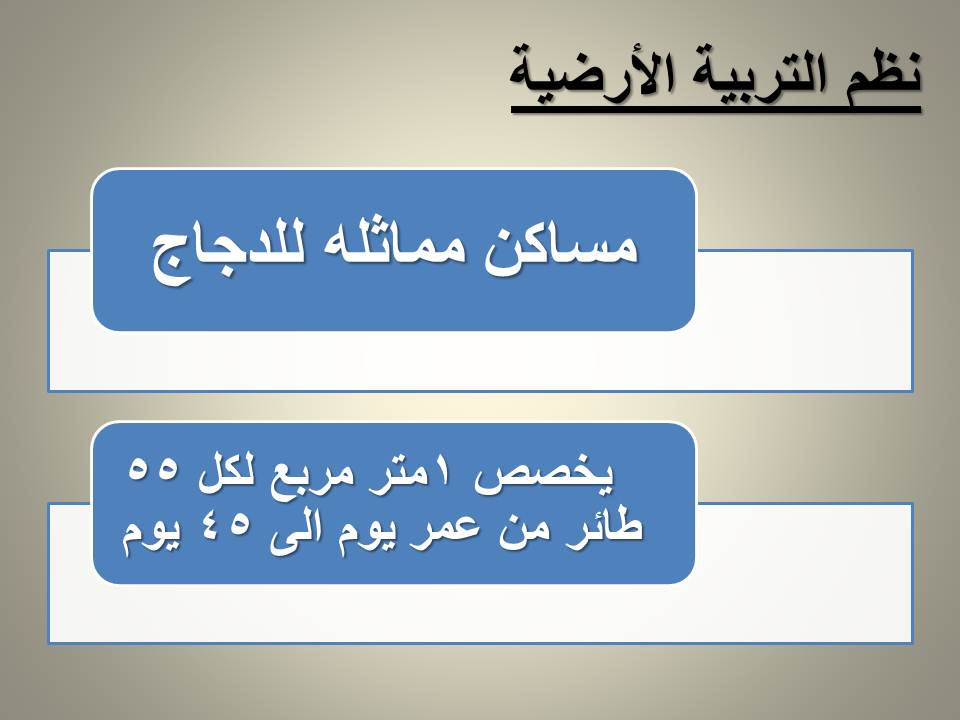 نظم التربية الأرضية
مساكن مماثله للدجاج
يخصص ١متر مربع لكل ٥٥
طائر من عمر يوم الى ٤٥ يوم